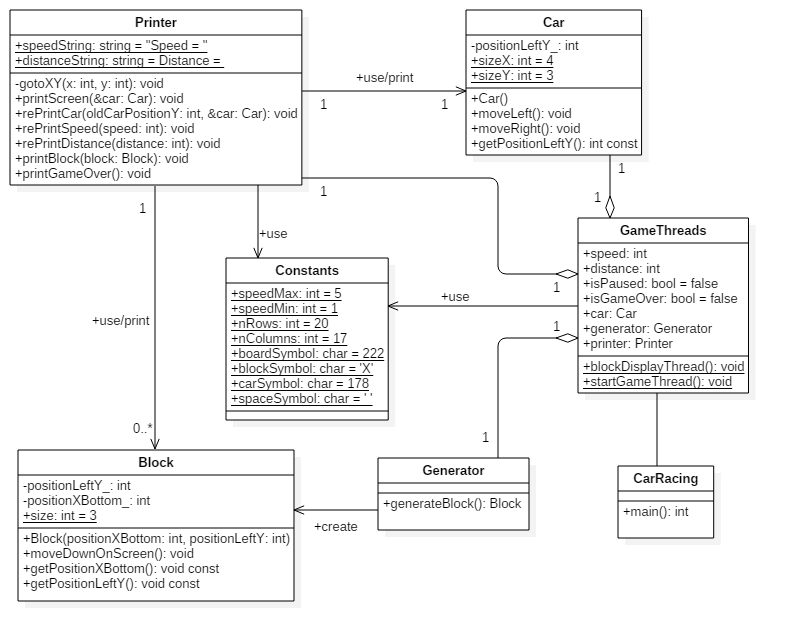 Printer
+speedString: string = "Speed = "
+distanceString: string = Distance =
-gotoXY(x: int, y: int): void
+printScreen(&car: Car): void
+rePrintCar(oldCarPositionY: int, &car: Car): void
+rePrintSpeed(speed: int): void
+rePrintDistance(distance: int): void
+printBlock(block: Block): void
+printGameOver(): void
+use/print
1
1
Car
-positionLeftY_: int
+sizeX: int = 4
+sizeY: int = 3
+Car()
+moveLeft(): void
+moveRight(): void
+getPositionLeftY(): int const
1
1
1
1
+use
1
+use/print
0..*
Constants
+speedMax: int = 5
+speedMin: int = 1
+nRows: int = 20
+nColumns: int = 17
+boardSymbol: char = 222
+blockSymbol: char = 'X'
+carSymbol: char = 178
+spaceSymbol: char = ' '
+use
1
1
GameThreads
+speed: int
+distance: int
+isPaused: bool = false
+isGameOver: bool = false
+car: Car
+generator: Generator
+printer: Printer
+blockDisplayThread(): void
+startGameThread(): void
Block
-positionLeftY_: int
-positionXBottom_: int
+size: int = 3
+Block(positionXBottom: int, positionLeftY: int)
+moveDownOnScreen(): void
+getPositionXBottom(): void const
+getPositionLeftY(): void const
+create
Generator
+generateBlock(): Block
CarRacing
+main(): int